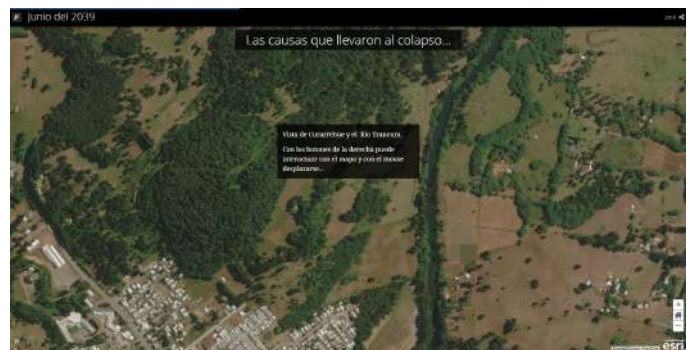 Junio del 2039
Las causas que llevaron al colapso...
Vista de Curarrehue y el Río Trancura.
Con los botones de la derecha puede
interactuar con el mapa y con el mouse
desplazarse...
esri